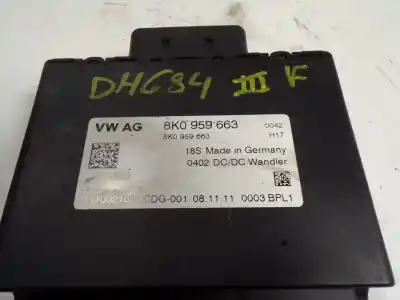 DHG84 III K
VW AG 8K0 959 663 0042
8K0 959 663 H17
18S Made in Germany
0402 DC/DC Wandler
CDG-001 08.11.11 0003 BPL1